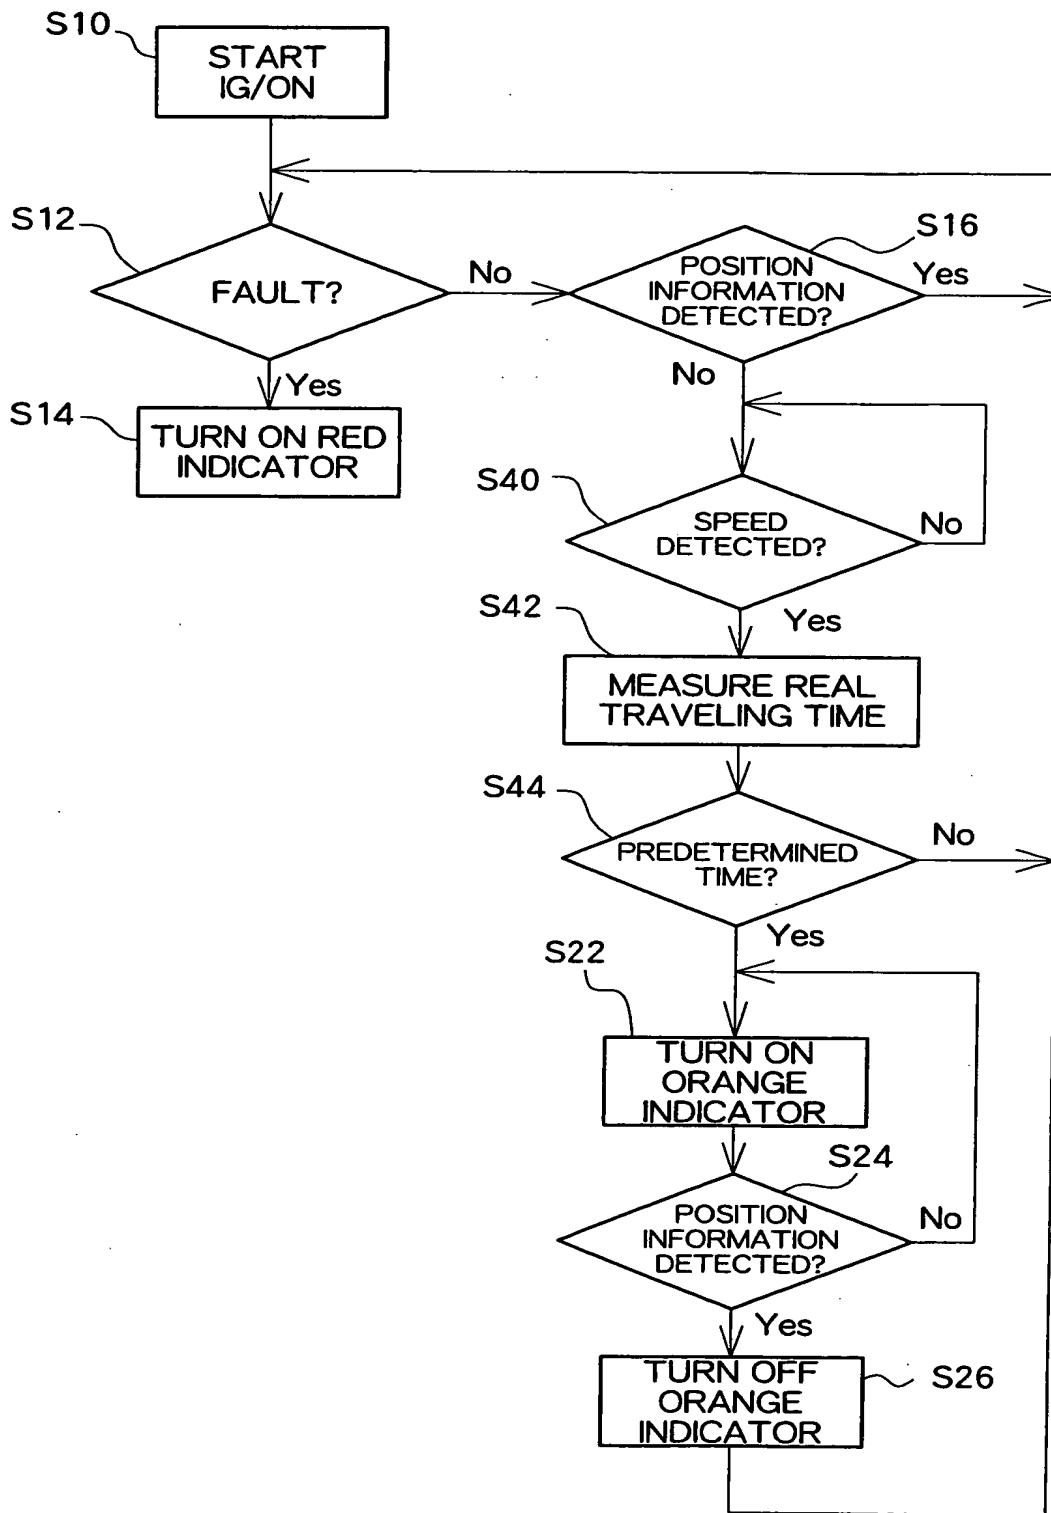 S10
START
IG/ON
S12
FAULT?
No
S16
POSITION
INFORMATION
DETECTED?
Yes
No
Yes
S14
TURN ON RED
INDICATOR
S40
SPEED
DETECTED?
No
Yes
S42
MEASURE REAL
TRAVELING TIME
S44
PREDETERMINED
TIME?
No
Yes
S22
TURN ON
ORANGE
INDICATOR
S24
POSITION
INFORMATION
DETECTED?
No
Yes
TURN OFF
ORANGE
INDICATOR
S26